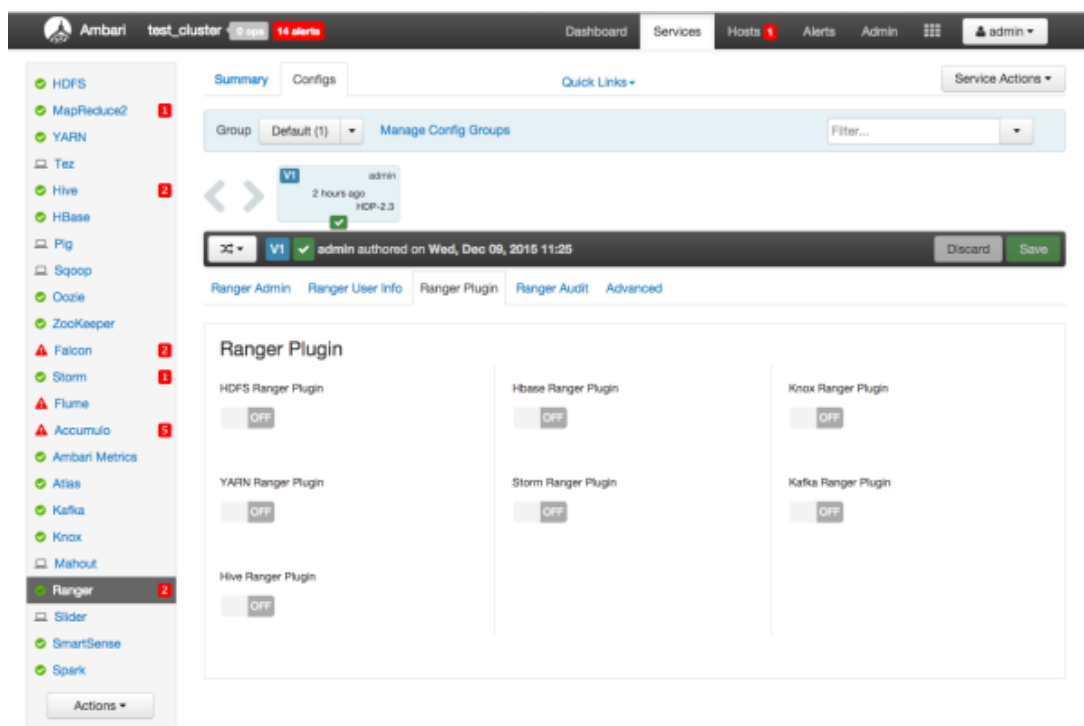 Ambari test_cluster 0 ops 14 alerts Dashboard Services Hosts 1 Alerts Admin admin
HDFS
MapReduce2 1
YARN
Tez
Hive 2
HBase
Pig
Sqoop
Oozie
ZooKeeper
Falcon 2
Storm 1
Flume
Accumulo 5
Ambari Metrics
Atlas
Kafka
Knox
Mahout
Ranger 2
Slider
SmartSense
Spark
Actions
Summary Configs Quick Links Service Actions
Group Default (1) Manage Config Groups Filter...
V1 admin
2 hours ago
HDP-2.3
V1 admin authored on Wed, Dec 09, 2015 11:25 Discard Save
Ranger Admin Ranger User Info Ranger Plugin Ranger Audit Advanced
Ranger Plugin
HDFS Ranger Plugin Hbase Ranger Plugin Knox Ranger Plugin
OFF OFF OFF
YARN Ranger Plugin Storm Ranger Plugin Kafka Ranger Plugin
OFF OFF OFF
Hive Ranger Plugin
OFF